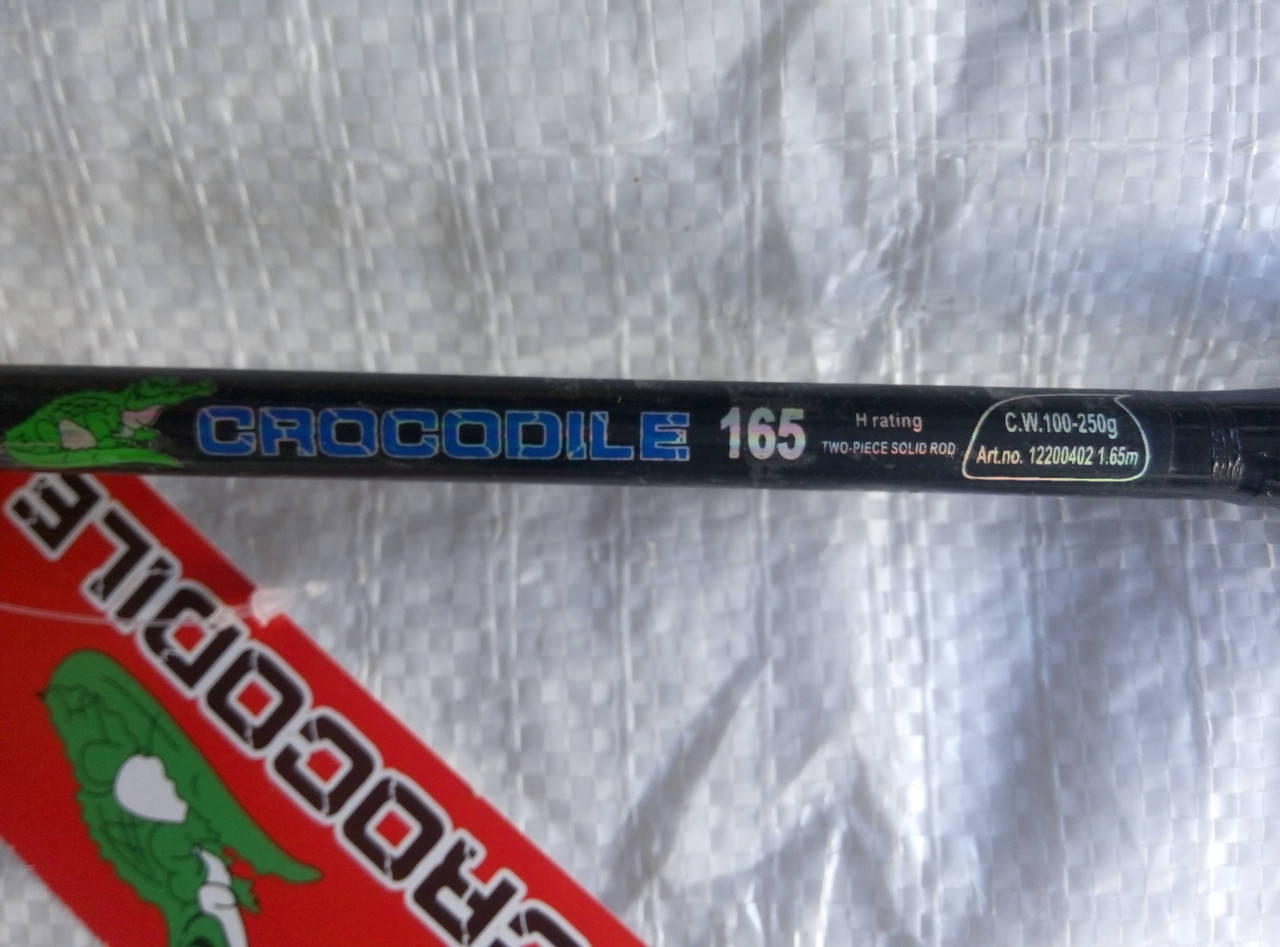 CROCODILE 165
H rating
TWO-PIECE SOLID ROD
C.W.100-250g
Art.no. 12200402 1.65m
CROCODILE